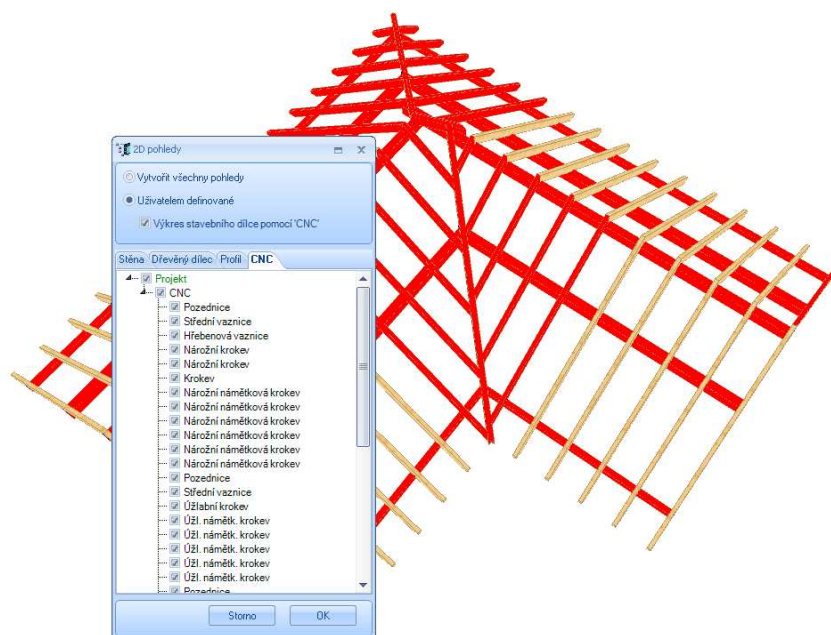 2D pohledy
Vytvořit všechny pohledy
Uživatelem definované
Výkres stavebního dílce pomocí 'CNC'
Stěna Dřevěný dílec Profil CNC
Projekt
CNC
Pozednice
Střední vaznice
Hřebenová vaznice
Nárožní krokev
Nárožní krokev
Krokev
Nárožní námětková krokev
Nárožní námětková krokev
Nárožní námětková krokev
Nárožní námětková krokev
Nárožní námětková krokev
Nárožní námětková krokev
Pozednice
Střední vaznice
Úžlabní krokev
Úžl. námětk. krokev
Úžl. námětk. krokev
Úžl. námětk. krokev
Úžl. námětk. krokev
Úžl. námětk. krokev
Pozednice
Storno OK